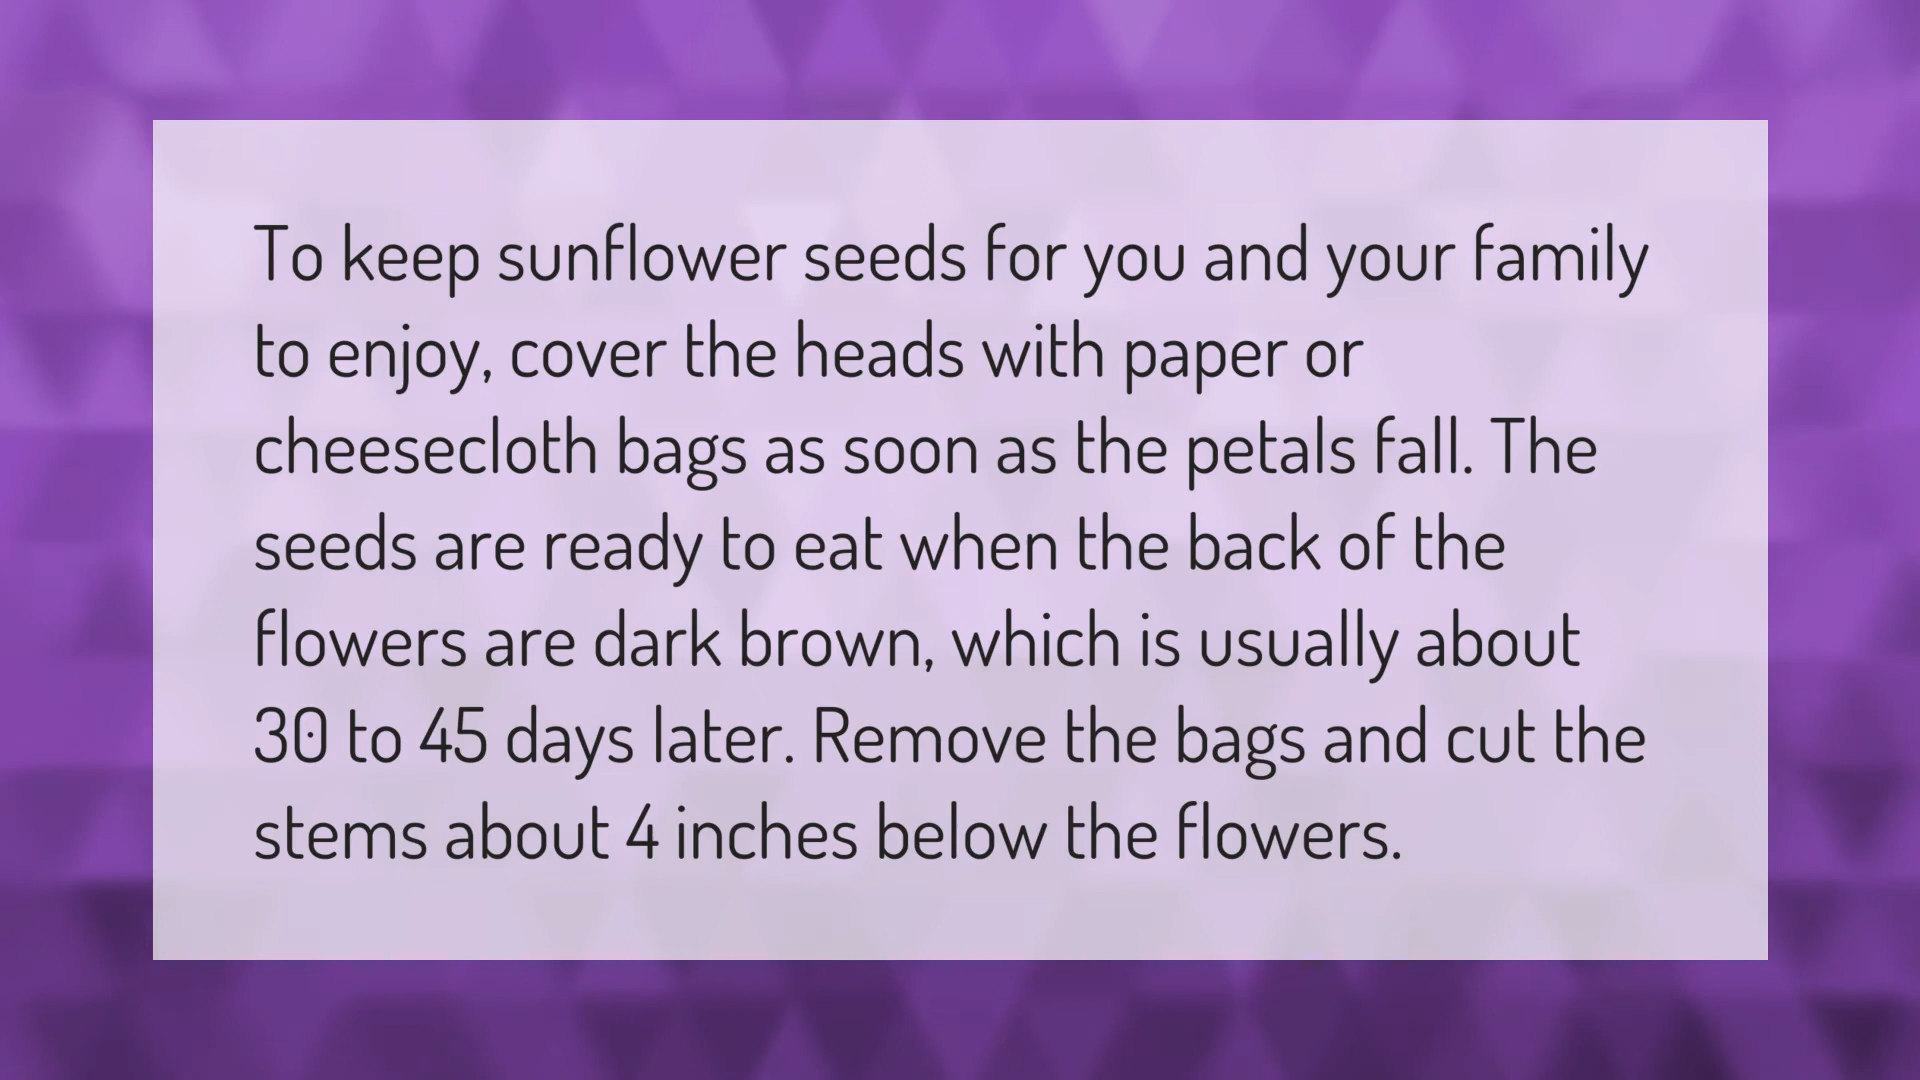 To keep sunflower seeds for you and your family
to enjoy, cover the heads with paper or
cheesecloth bags as soon as the petals fall. The
seeds are ready to eat when the back of the
flowers are dark brown, which is usually about
30 to 45 days later. Remove the bags and cut the
stems about 4 inches below the flowers.